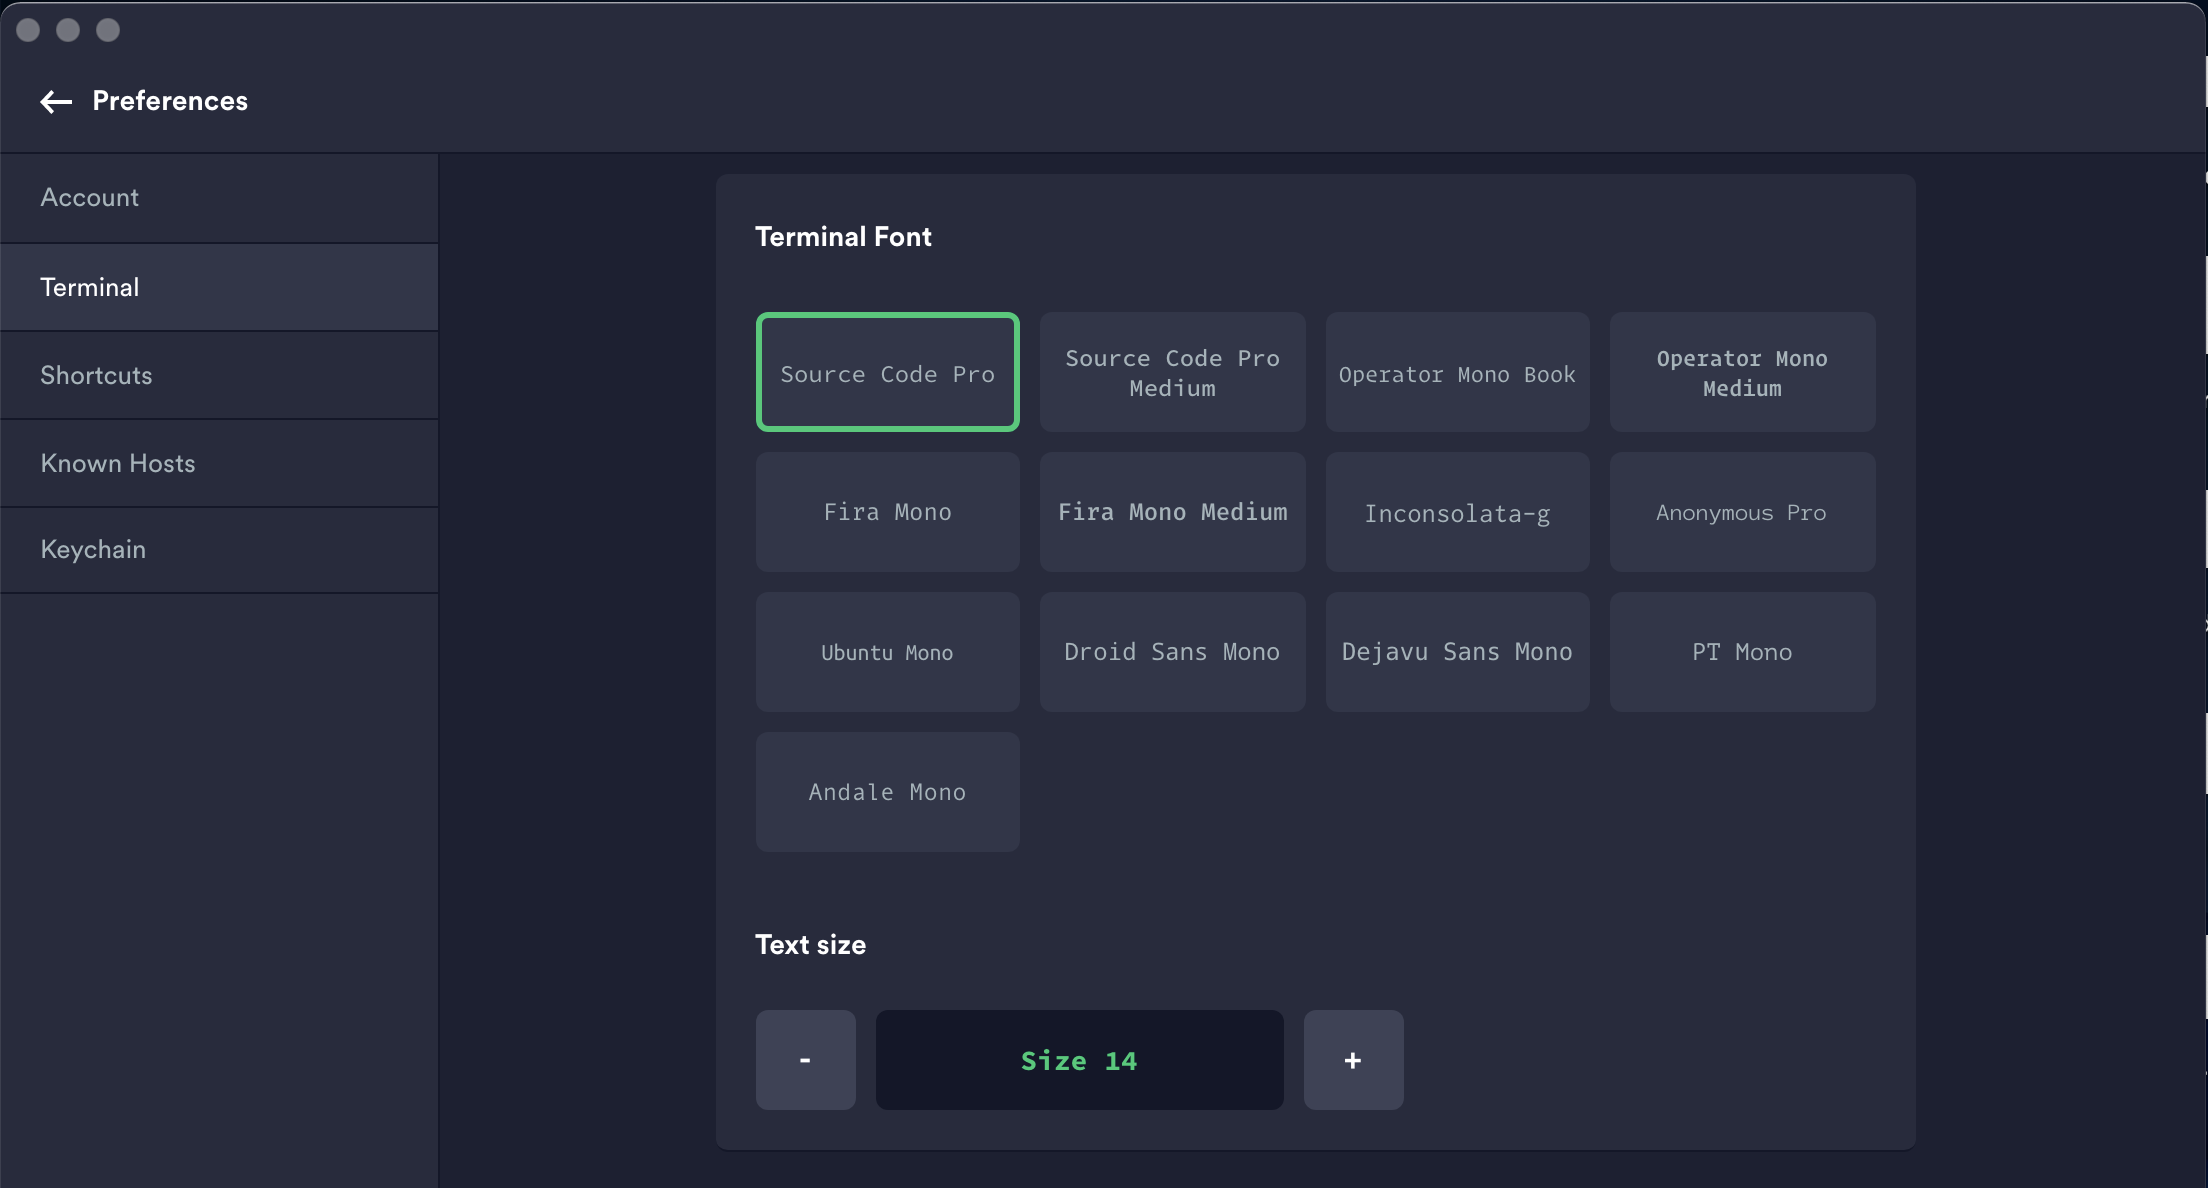 Preferences
Account
Terminal
Shortcuts
Known Hosts
Keychain
Terminal Font
Source Code Pro
Source Code Pro
Medium
Operator Mono Book
Operator Mono
Medium
Fira Mono
Fira Mono Medium
Inconsolata-g
Anonymous Pro
Ubuntu Mono
Droid Sans Mono
Dejavu Sans Mono
PT Mono
Andale Mono
Text size
-
Size 14
+